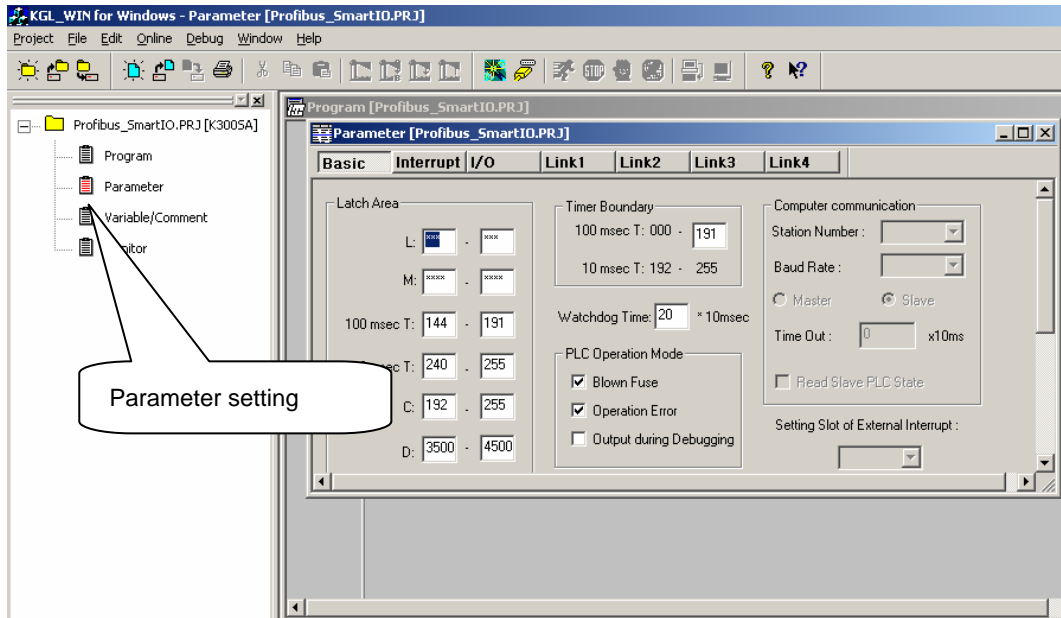 KGL_WIN for Windows - Parameter [Profibus_SmartIO.PRJ]
Project File Edit Online Debug Window Help
Profibus_SmartIO.PRJ [K300SA]
Program
Parameter
Variable/Comment
Parameter setting
Program [Profibus_SmartIO.PRJ]
Parameter [Profibus_SmartIO.PRJ]
Basic Interrupt I/O Link1 Link2 Link3 Link4
Latch Area
L: *** - ***
M: **** - ****
100 msec T: 144 - 191
T: 240 - 255
C: 192 - 255
D: 3500 - 4500
Timer Boundary
100 msec T: 000 - 191
10 msec T: 192 - 255
Watchdog Time: 20 * 10msec
PLC Operation Mode
Blown Fuse
Operation Error
Output during Debugging
Computer communication
Station Number :
Baud Rate :
Master Slave
Time Out : 0 x10ms
Read Slave PLC State
Setting Slot of External Interrupt :
STOP